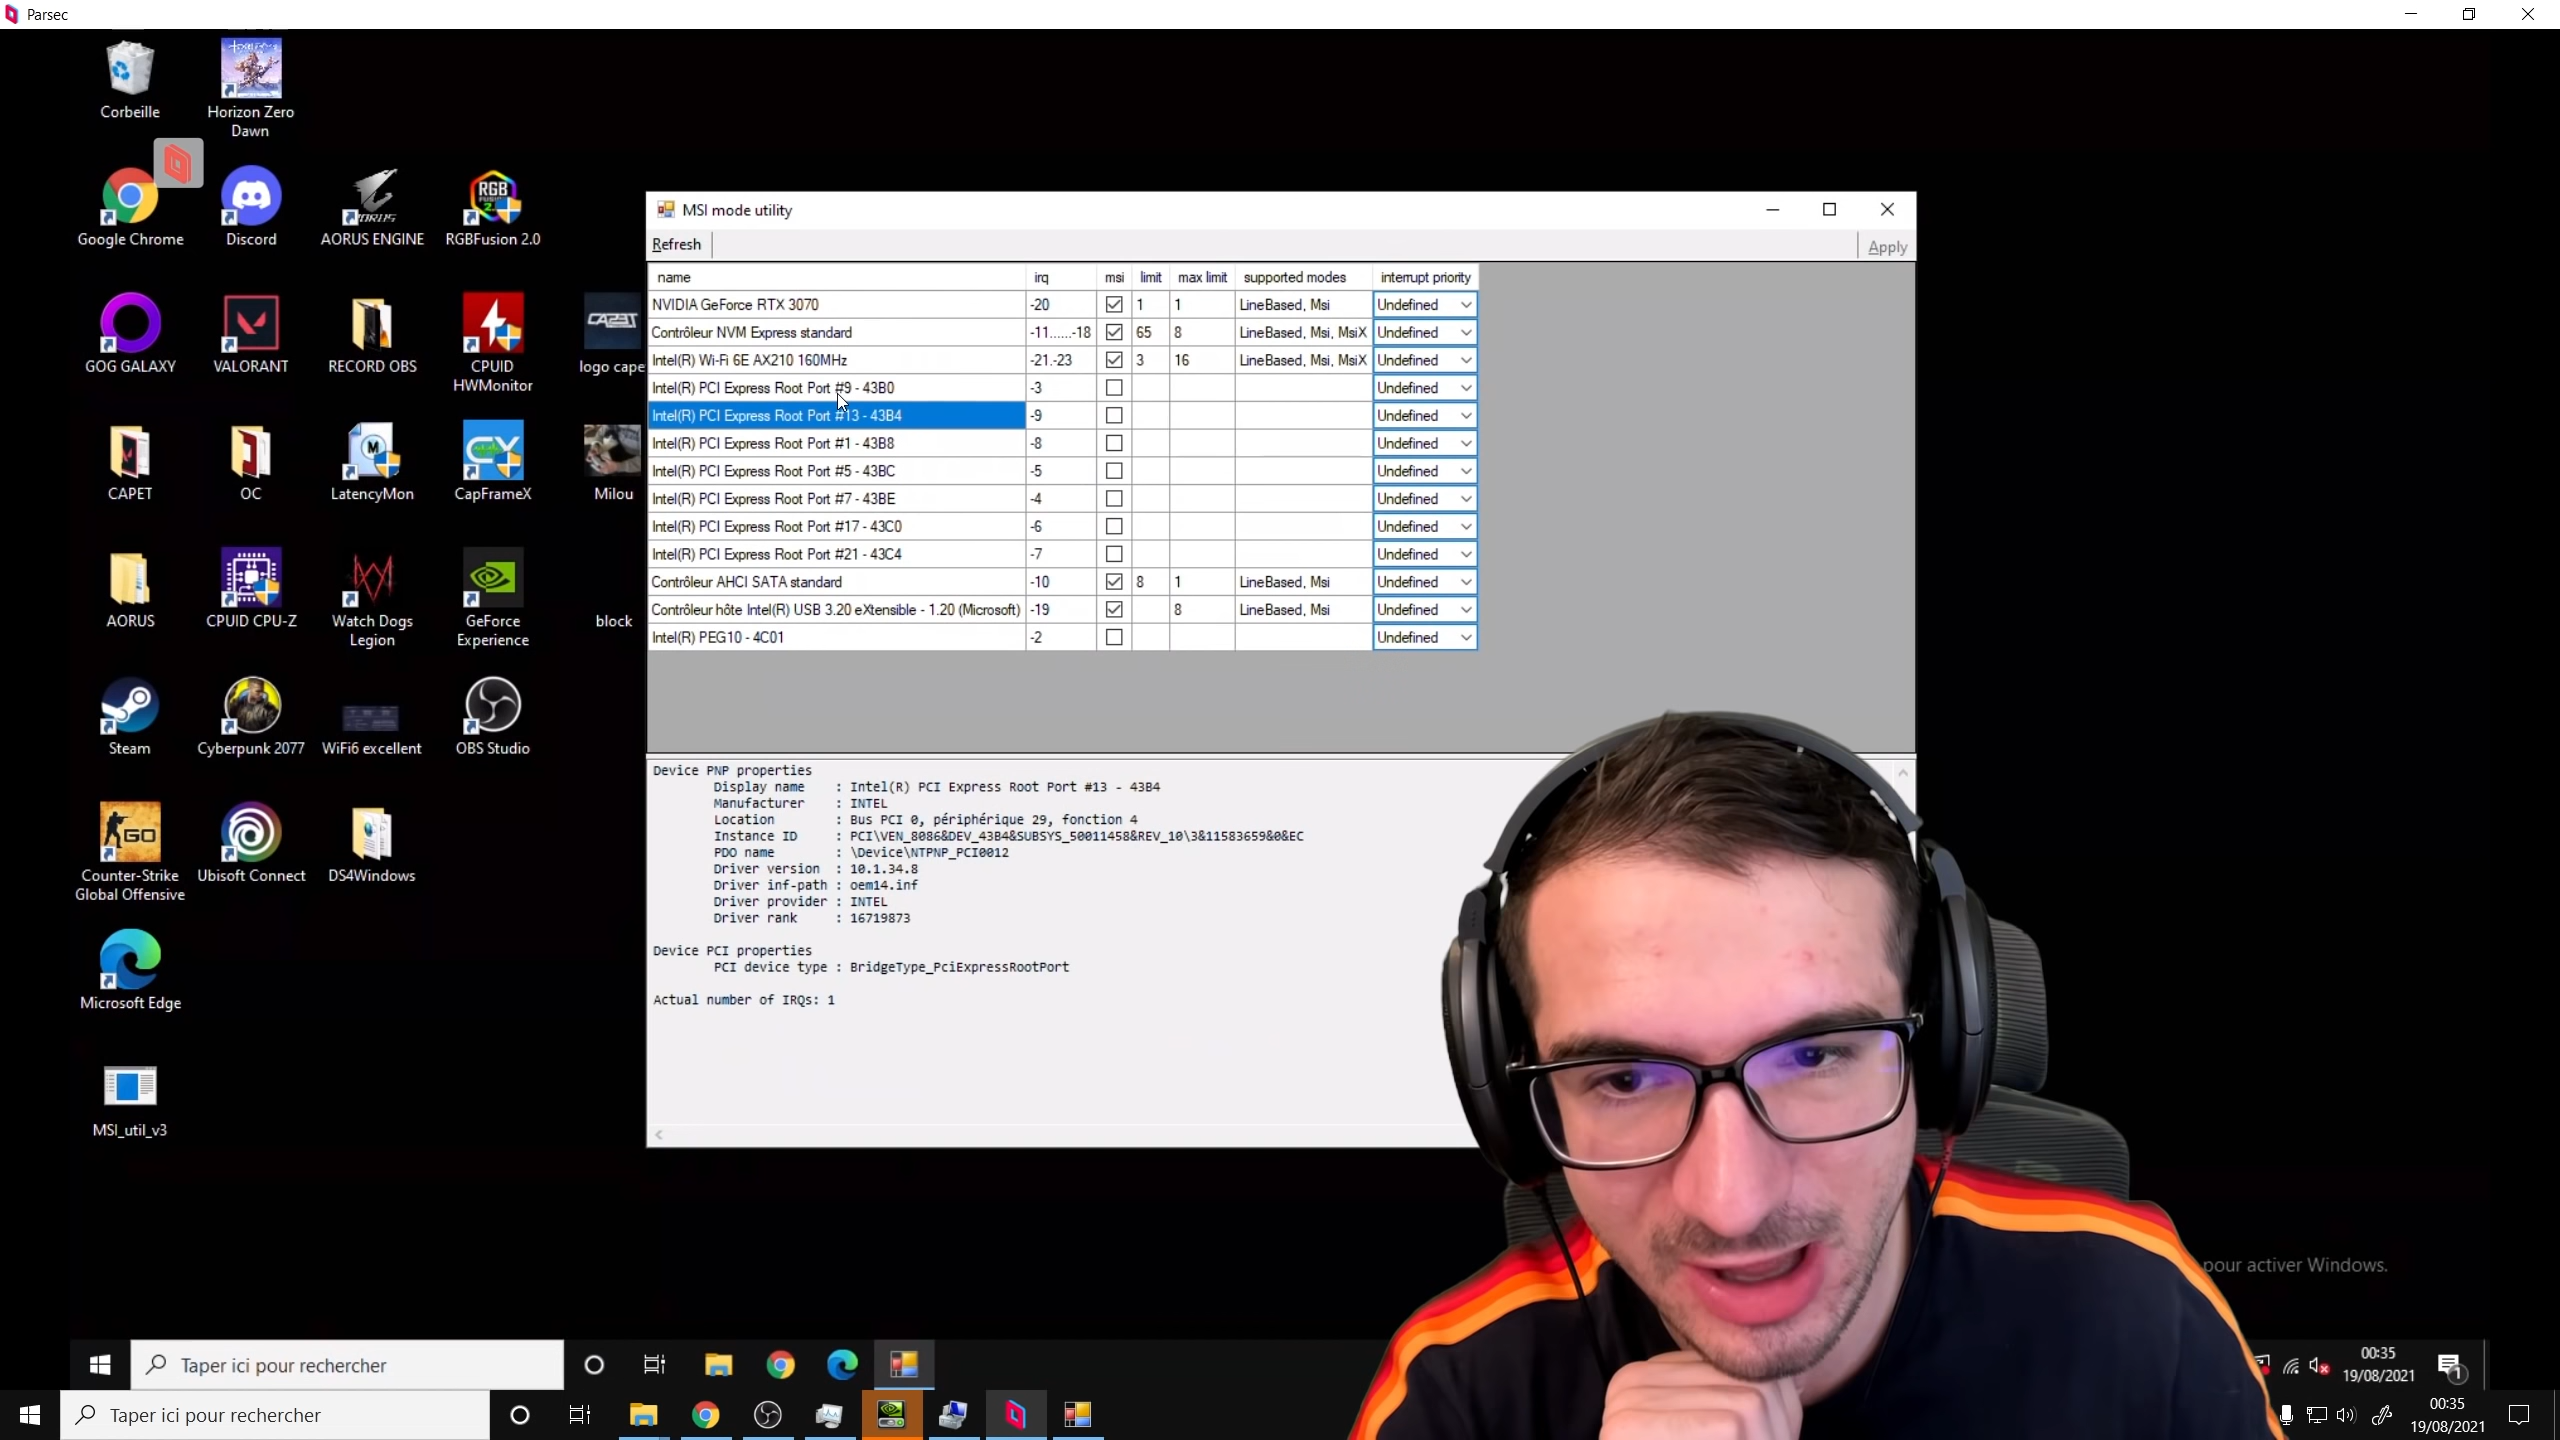 Parsec
Corbeille
Horizon Zero
Dawn
Google Chrome
Discord
AORUS ENGINE
RGBFusion 2.0
GOG GALAXY
VALORANT
RECORD OBS
CPUID
HWMonitor
logo cape
CAPET
OC
LatencyMon
CapFrameX
Milou
AORUS
CPUID CPU-Z
Watch Dogs
Legion
GeForce
Experience
block
Steam
Cyberpunk 2077
WiFi6 excellent
OBS Studio
Counter-Strike
Global Offensive
Ubisoft Connect
DS4Windows
Microsoft Edge
MSI_util_v3
MSI mode utility
Refresh
Apply
name irq msi limit max limit supported modes interrupt priority
NVIDIA GeForce RTX 3070 -20 1 1 LineBased, Msi Undefined
Contrôleur NVM Express standard -11......-18 65 8 LineBased, Msi, MsiX Undefined
Intel(R) Wi-Fi 6E AX210 160MHz -21.-23 3 16 LineBased, Msi, MsiX Undefined
Intel(R) PCI Express Root Port #9 - 43B0 -3 Undefined
Intel(R) PCI Express Root Port #13 - 43B4 -9 Undefined
Intel(R) PCI Express Root Port #1 - 43B8 -8 Undefined
Intel(R) PCI Express Root Port #5 - 43BC -5 Undefined
Intel(R) PCI Express Root Port #7 - 43BE -4 Undefined
Intel(R) PCI Express Root Port #17 - 43C0 -6 Undefined
Intel(R) PCI Express Root Port #21 - 43C4 -7 Undefined
Contrôleur AHCI SATA standard -10 8 1 LineBased, Msi Undefined
Contrôleur hôte Intel(R) USB 3.20 eXtensible - 1.20 (Microsoft) -19 8 LineBased, Msi Undefined
Intel(R) PEG10 - 4C01 -2 Undefined
Device PNP properties
Display name : Intel(R) PCI Express Root Port #13 - 43B4
Manufacturer : INTEL
Location : Bus PCI 0, périphérique 29, fonction 4
Instance ID : PCI\VEN_8086&DEV_43B4&SUBSYS_50011458&REV_10\3&11583659&0&EC
PDO name : \Device\NTPNP_PCI0012
Driver version : 10.1.34.8
Driver inf-path : oem14.inf
Driver provider : INTEL
Driver rank : 16719873
Device PCI properties
PCI device type : BridgeType_PciExpressRootPort
Actual number of IRQs: 1
pour activer Windows.
Taper ici pour rechercher
00:35
19/08/2021
1
Taper ici pour rechercher
00:35
19/08/2021